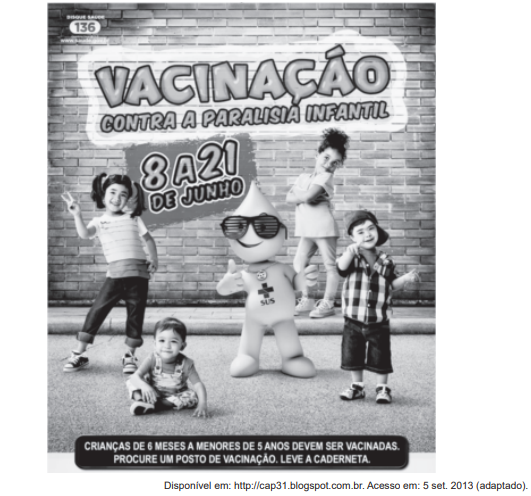 DISQUE SAÚDE
136
VACINAÇÃO
CONTRA A PARALISIA INFANTIL
8 A 21
DE JUNHO
SUS
CRIANÇAS DE 6 MESES A MENORES DE 5 ANOS DEVEM SER VACINADAS.
PROCURE UM POSTO DE VACINAÇÃO. LEVE A CADERNETA.
Disponível em: http://cap31.blogspot.com.br. Acesso em: 5 set. 2013 (adaptado).